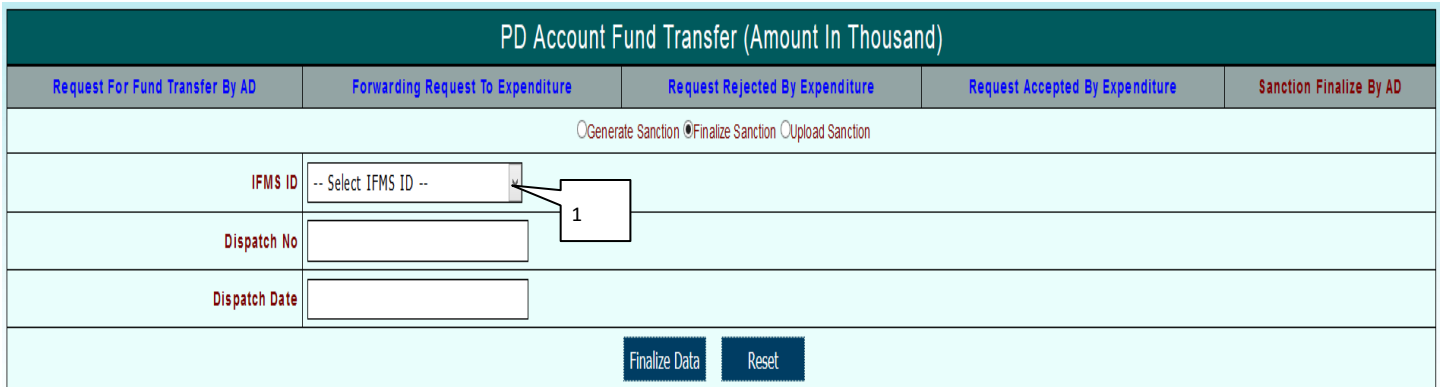 PD Account Fund Transfer (Amount In Thousand)
Request For Fund Transfer By AD Forwarding Request To Expenditure Request Rejected By Expenditure Request Accepted By Expenditure Sanction Finalize By AD
Generate Sanction Finalize Sanction Upload Sanction
IFMS ID -- Select IFMS ID --
1
Dispatch No
Dispatch Date
Finalize Data Reset